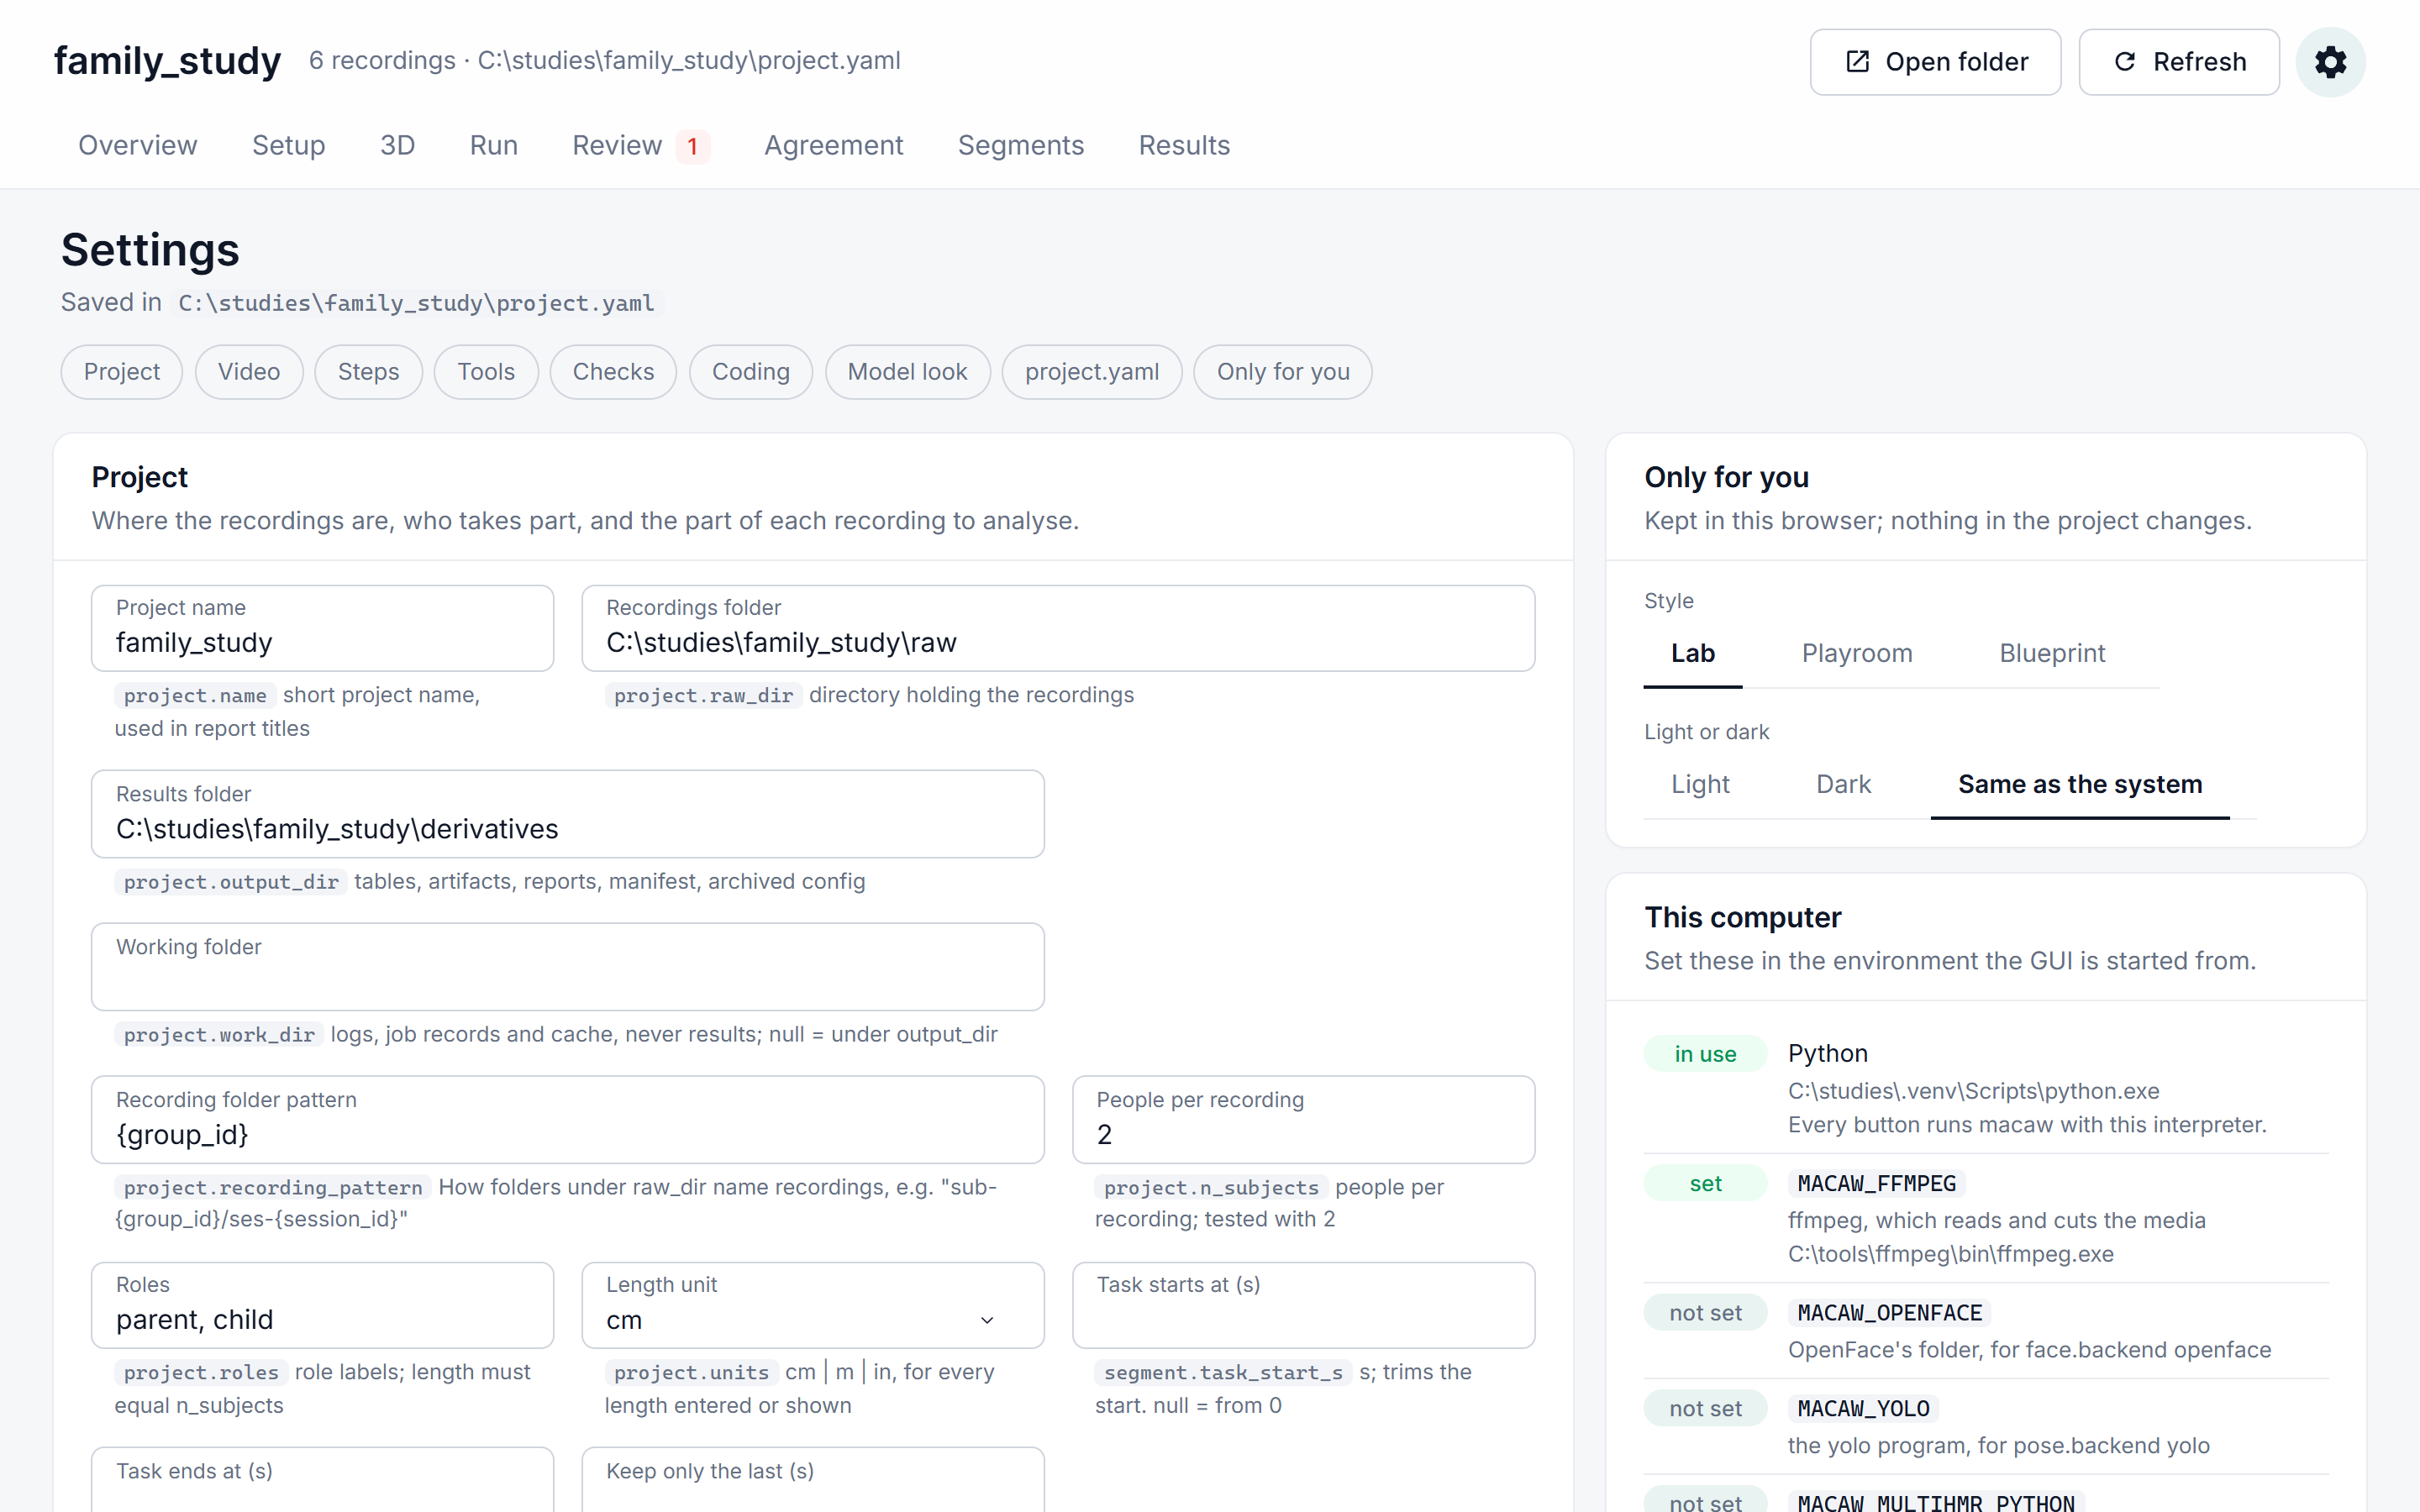 family_study
6 recordings · C:\studies\family_study\project.yaml
Open folder
Refresh
Overview
Setup
3D
Run
Review 1
Agreement
Segments
Results
Settings
Saved in C:\studies\family_study\project.yaml
Project
Video
Steps
Tools
Checks
Coding
Model look
project.yaml
Only for you
Project
Where the recordings are, who takes part, and the part of each recording to analyse.
Project name
family_study
project.name short project name,
used in report titles
Recordings folder
C:\studies\family_study\raw
project.raw_dir directory holding the recordings
Results folder
C:\studies\family_study\derivatives
project.output_dir tables, artifacts, reports, manifest, archived config
Working folder
project.work_dir logs, job records and cache, never results; null = under output_dir
Recording folder pattern
{group_id}
project.recording_pattern How folders under raw_dir name recordings, e.g. "sub-
{group_id}/ses-{session_id}"
People per recording
2
project.n_subjects people per
recording; tested with 2
Roles
parent, child
project.roles role labels; length must
equal n_subjects
Length unit
cm
project.units cm | m | in, for every
length entered or shown
Task starts at (s)
segment.task_start_s s; trims the
start. null = from 0
Task ends at (s)
Keep only the last (s)
Only for you
Kept in this browser; nothing in the project changes.
Style
Lab
Playroom
Blueprint
Light or dark
Light
Dark
Same as the system
This computer
Set these in the environment the GUI is started from.
in use
Python
C:\studies\.venv\Scripts\python.exe
Every button runs macaw with this interpreter.
set
MACAW_FFMPEG
ffmpeg, which reads and cuts the media
C:\tools\ffmpeg\bin\ffmpeg.exe
not set
MACAW_OPENFACE
OpenFace's folder, for face.backend openface
not set
MACAW_YOLO
the yolo program, for pose.backend yolo
not set
MACAW_MULTIHMR_PYTHON